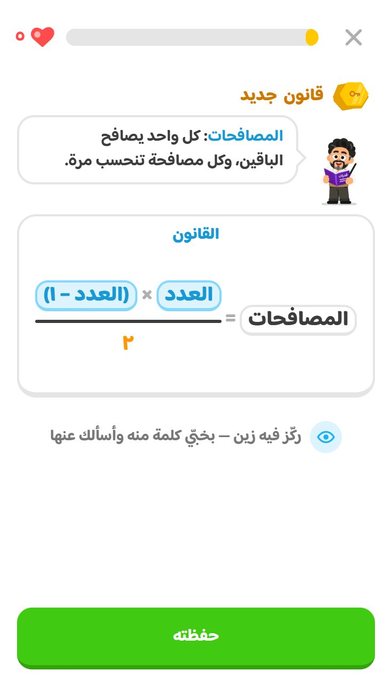 ٥
قانون جديد
المصافحات: كل واحد يصافح
الباقين، وكل مصافحة تنحسب مرة.
القانون
المصافحات = العدد × (العدد − ١)
٢
ركّز فيه زين — بخبّي كلمة منه وأسألك عنها
حفظته